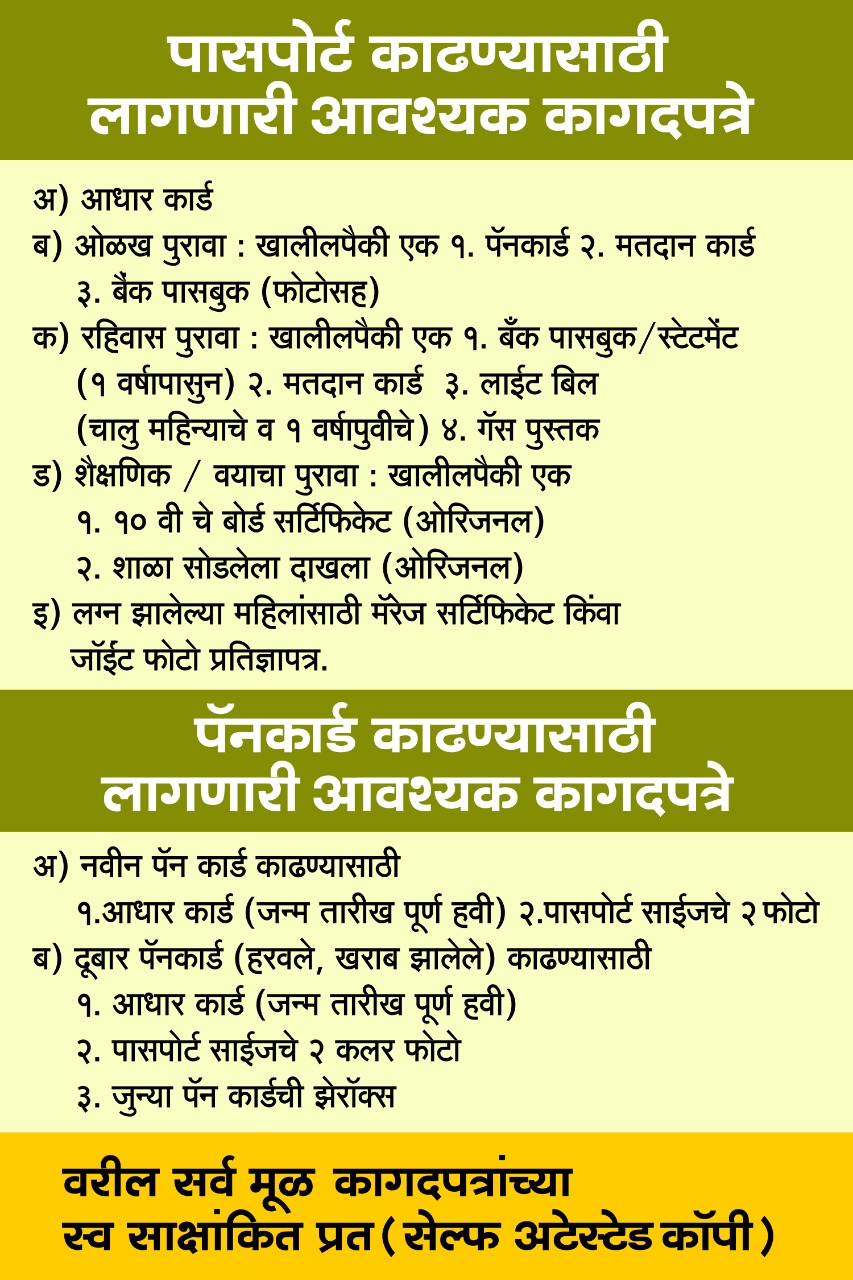 पासपोर्ट काढण्यासाठी
लागणारी आवश्यक कागदपत्रे
अ) आधार कार्ड
ब) ओळख पुरावा : खालीलपैकी एक १. पॅनकार्ड २. मतदान कार्ड
३. बैंक पासबुक (फोटोसह)
क) रहिवास पुरावा : खालीलपैकी एक १. बँक पासबुक/स्टेटमेंट
(१ वर्षापासुन) २. मतदान कार्ड ३. लाईट बिल
(चालु महिन्याचे व १ वर्षापुवीचे) ४. गॅस पुस्तक
ड) शैक्षणिक / वयाचा पुरावा : खालीलपैकी एक
१. १० वी चे बोर्ड सर्टिफिकेट (ओरिजनल)
२. शाळा सोडलेला दाखला (ओरिजनल)
इ) लग्न झालेल्या महिलांसाठी मॅरेज सर्टिफिकेट किंवा
जॉईंट फोटो प्रतिज्ञापत्र.
पॅनकार्ड काढण्यासाठी
लागणारी आवश्यक कागदपत्रे
अ) नवीन पॅन कार्ड काढण्यासाठी
१.आधार कार्ड (जन्म तारीख पूर्ण हवी) २.पासपोर्ट साईजचे २ फोटो
ब) दूबार पॅनकार्ड (हरवले, खराब झालेले) काढण्यासाठी
१. आधार कार्ड (जन्म तारीख पूर्ण हवी)
२. पासपोर्ट साईजचे २ कलर फोटो
३. जुन्या पॅन कार्डची झेरॉक्स
वरील सर्व मूळ कागदपत्रांच्या
स्व साक्षांकित प्रत (सेल्फ अटेस्टेड कॉपी)